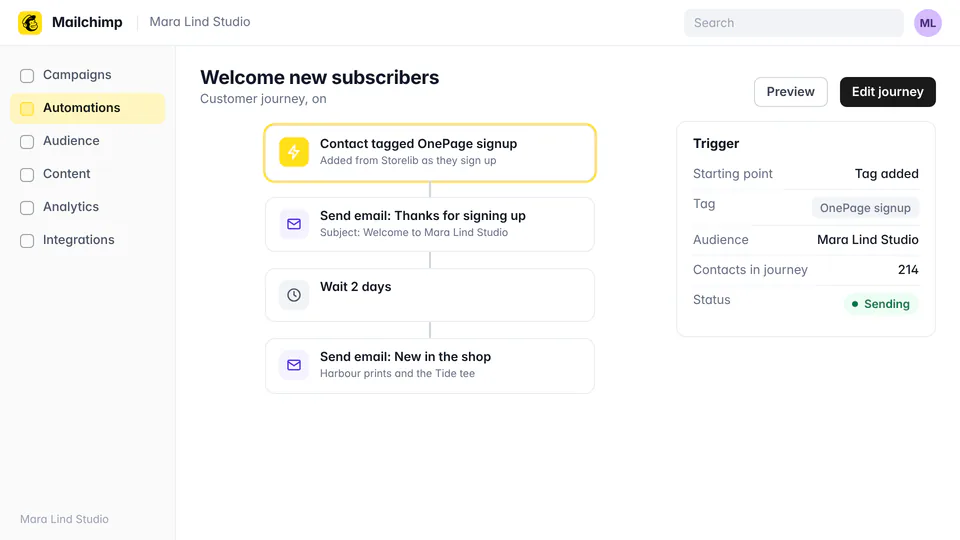 Mailchimp
Mara Lind Studio
Search
ML
Campaigns
Automations
Audience
Content
Analytics
Integrations
Mara Lind Studio
Welcome new subscribers
Customer journey, on
Preview
Edit journey
Contact tagged OnePage signup
Added from Storelib as they sign up
Send email: Thanks for signing up
Subject: Welcome to Mara Lind Studio
Wait 2 days
Send email: New in the shop
Harbour prints and the Tide tee
Trigger
Starting point Tag added
Tag OnePage signup
Audience Mara Lind Studio
Contacts in journey 214
Status Sending